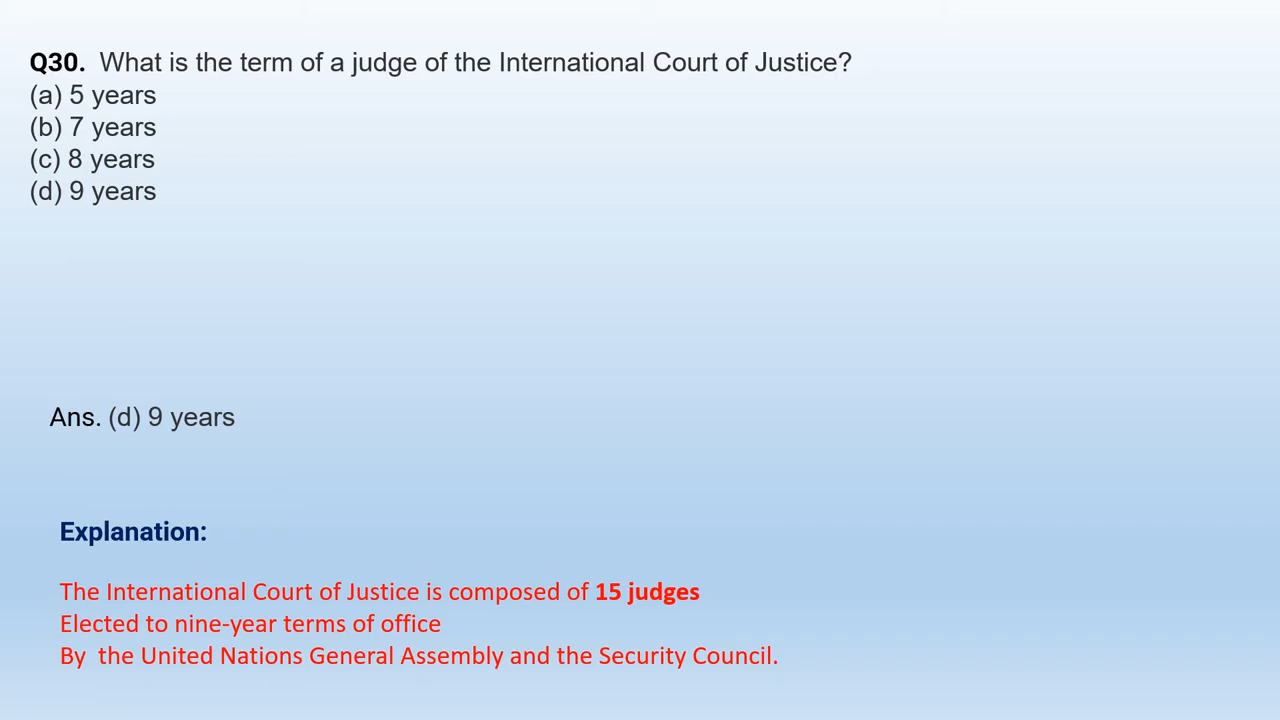 Q30. What is the term of a judge of the International Court of Justice?
(a) 5 years
(b) 7 years
(c) 8 years
(d) 9 years
Ans. (d) 9 years
Explanation:
The International Court of Justice is composed of 15 judges
Elected to nine-year terms of office
By the United Nations General Assembly and the Security Council.